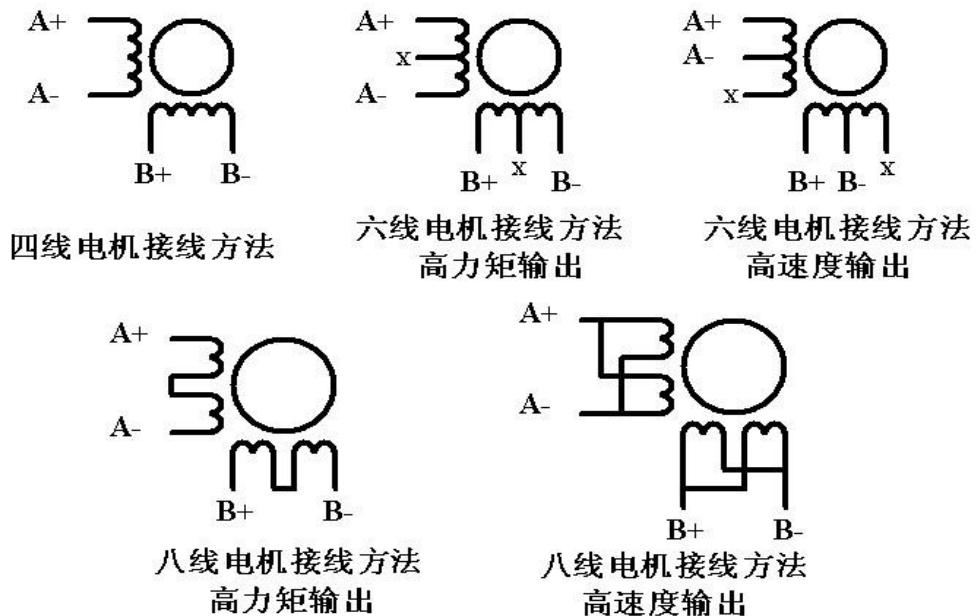 A+
A-
B+ B-
四线电机接线方法
A+
x
A-
B+ x B-
六线电机接线方法
高力矩输出
A+
A-
x
B+ B- x
六线电机接线方法
高速度输出
A+
A-
B+ B-
八线电机接线方法
高力矩输出
A+
A-
B+ B-
八线电机接线方法
高速度输出